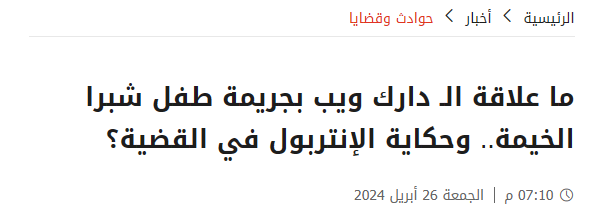 الرئيسية > أخبار > حوادث وقضايا
ما علاقة الـ دارك ويب بجريمة طفل شبرا
الخيمة.. وحكاية الإنتربول في القضية؟
07:10 م | الجمعة 26 أبريل 2024